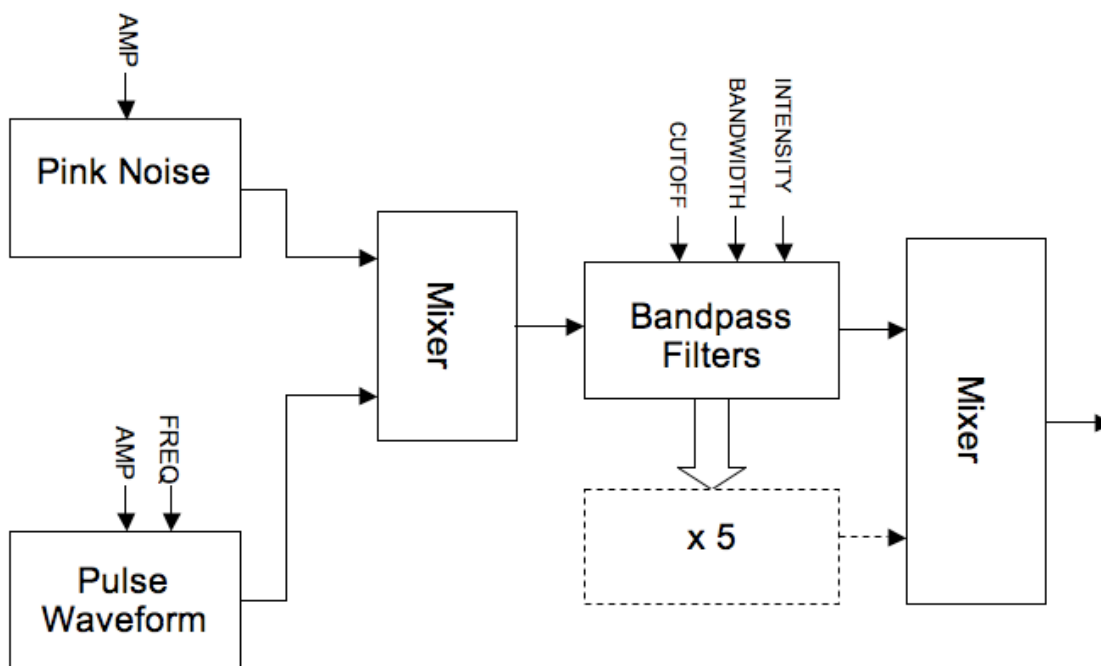 AMP
Pink Noise
AMP
FREQ
Pulse
Waveform
Mixer
CUTOFF
BANDWIDTH
INTENSITY
Bandpass
Filters
x 5
Mixer